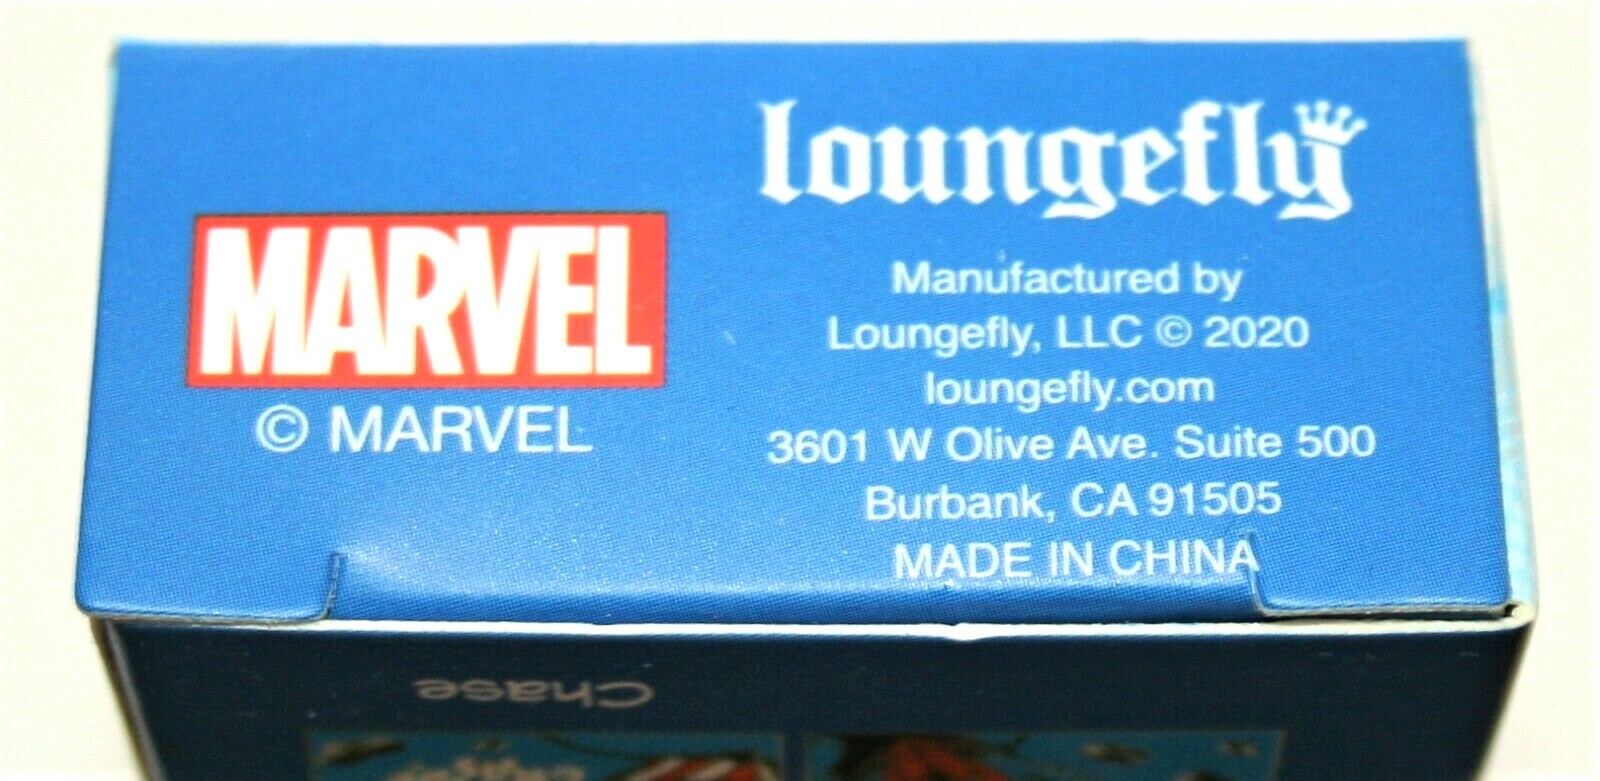 MARVEL
© MARVEL
loungefly
Manufactured by
Loungefly, LLC © 2020
loungefly.com
3601 W Olive Ave. Suite 500
Burbank, CA 91505
MADE IN CHINA
Chase